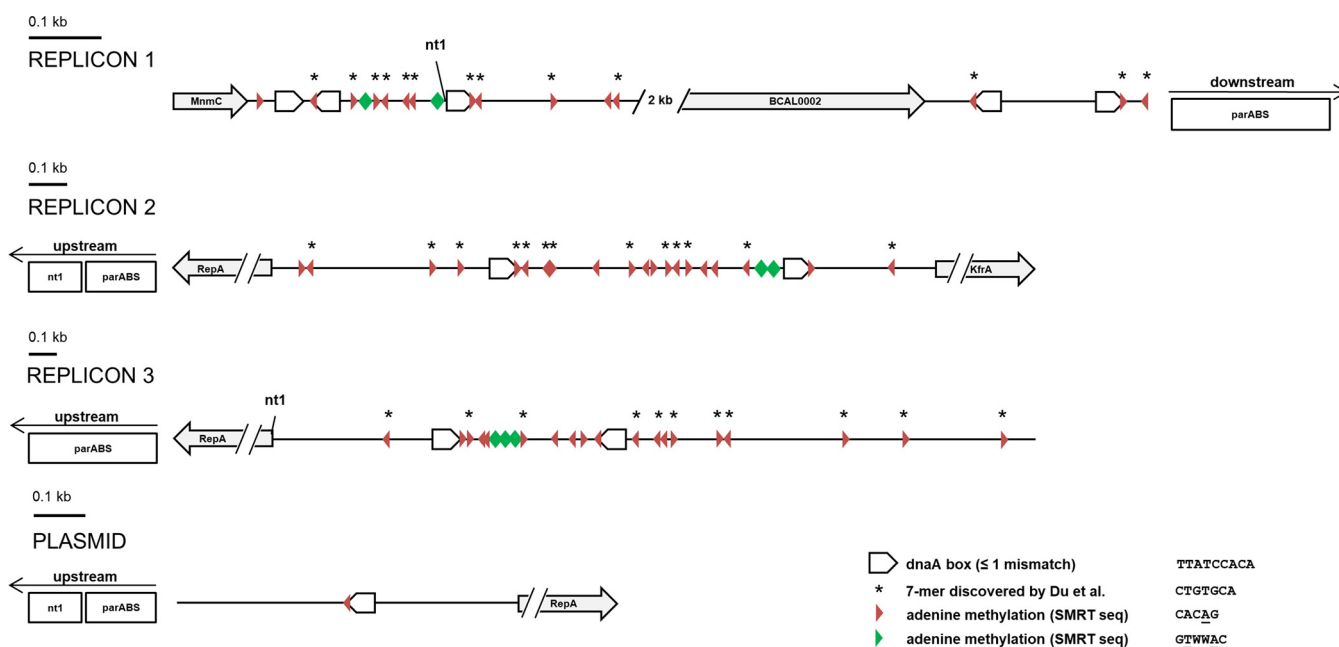 0.1 kb
REPLICON 1
nt1
* * ** ** ** * * * * *
MnmC
2 kb
BCAL0002
downstream
parABS
0.1 kb
REPLICON 2
upstream
nt1 parABS
* * * ** ** * * * * * *
RepA
KfrA
0.1 kb
REPLICON 3
upstream
parABS
nt1
* * * * * * * * * * *
RepA
0.1 kb
PLASMID
upstream
nt1 parABS
RepA
dnaA box (≤ 1 mismatch) TTATCCACA
* 7-mer discovered by Du et al. CTGTGCA
adenine methylation (SMRT seq) CACAG
adenine methylation (SMRT seq) GTWWAC